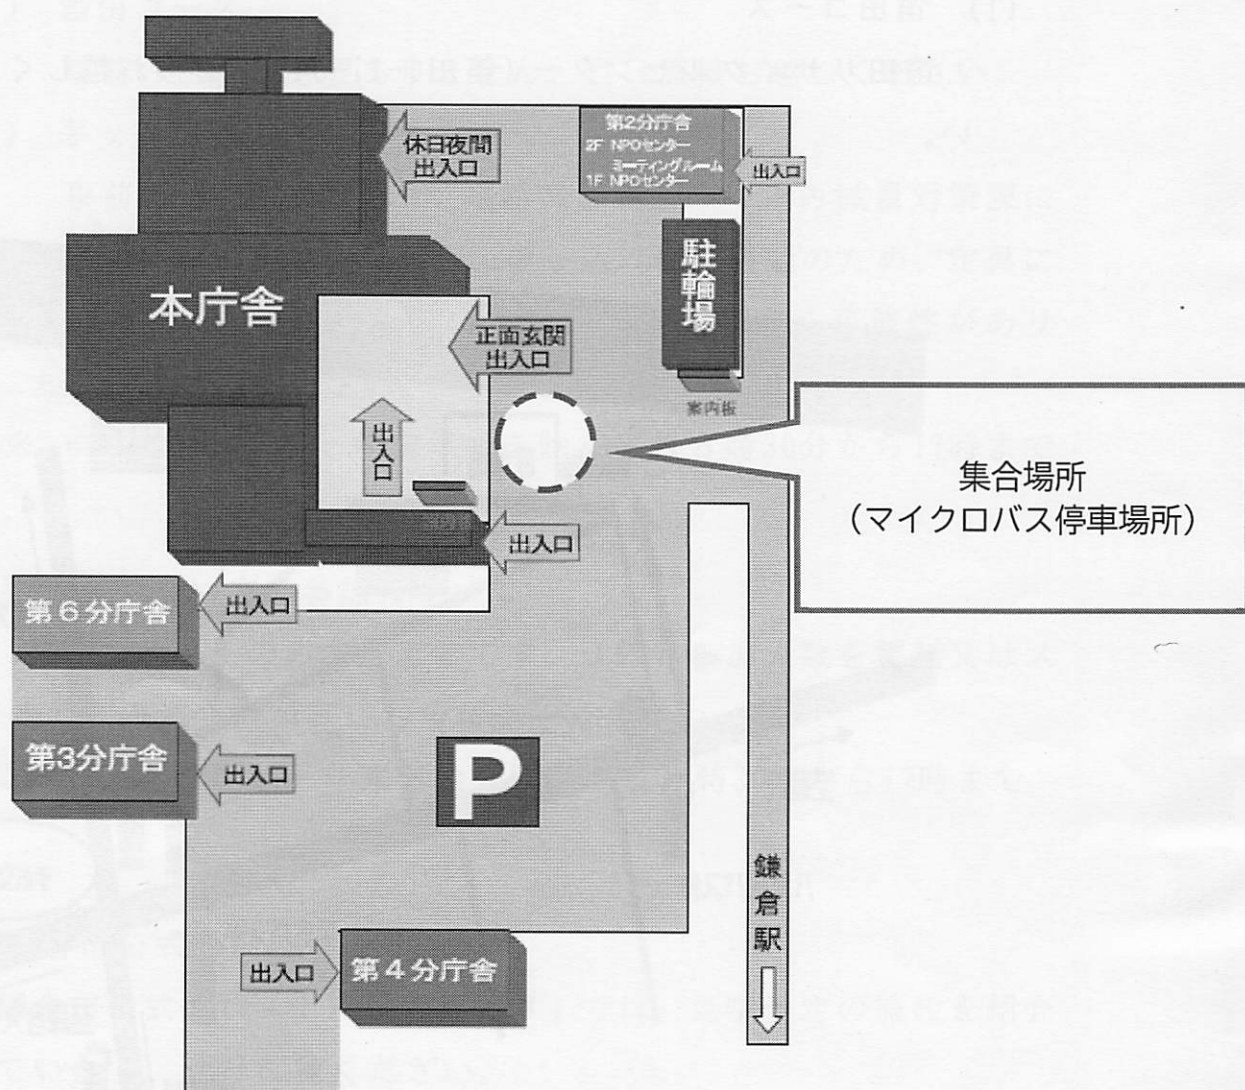 第2分庁舎
2F NPOセンター
ミーティングルーム
1F NPOセンター
出入口
休日夜間
出入口
駐輪場
本庁舎
正面玄関
出入口
案内板
出入口
集合場所
（マイクロバス停車場所）
出入口
第6分庁舎
出入口
第3分庁舎
出入口
P
鎌倉駅
出入口
第4分庁舎